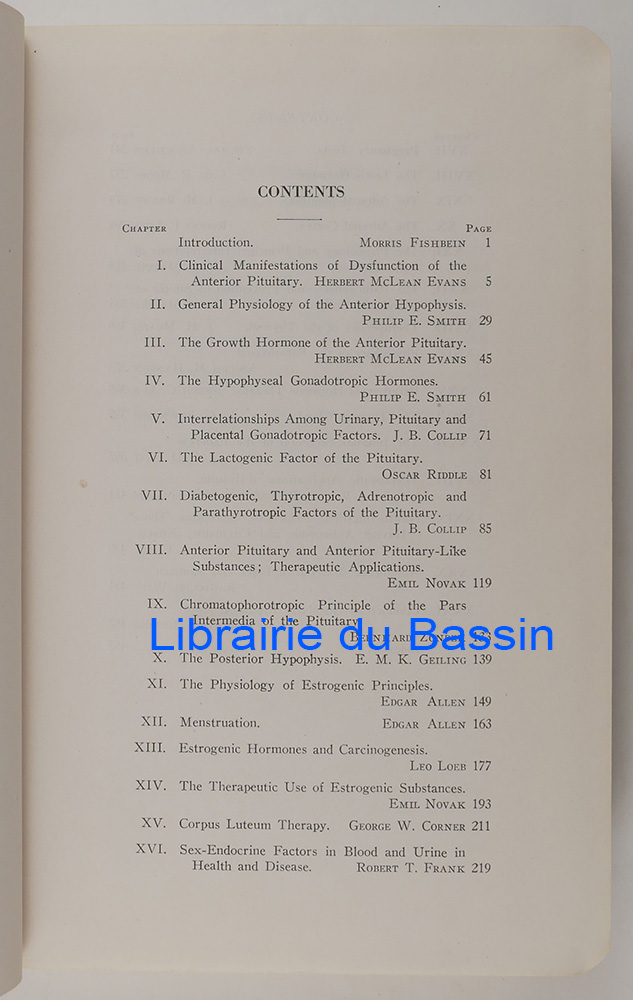 CONTENTS
CHAPTER PAGE
Introduction. MORRIS FISHBEIN 1
I. Clinical Manifestations of Dysfunction of the
Anterior Pituitary. HERBERT MCLEAN EVANS 5
II. General Physiology of the Anterior Hypophysis.
PHILIP E. SMITH 29
III. The Growth Hormone of the Anterior Pituitary.
HERBERT MCLEAN EVANS 45
IV. The Hypophyseal Gonadotropic Hormones.
PHILIP E. SMITH 61
V. Interrelationships Among Urinary, Pituitary and
Placental Gonadotropic Factors. J. B. COLLIP 71
VI. The Lactogenic Factor of the Pituitary.
OSCAR RIDDLE 81
VII. Diabetogenic, Thyrotropic, Adrenotropic and
Parathyrotropic Factors of the Pituitary.
J. B. COLLIP 85
VIII. Anterior Pituitary and Anterior Pituitary-Like
Substances; Therapeutic Applications.
EMIL NOVAK 119
IX. Chromatophorotropic Principle of the Pars
Intermedia of the Pituitary.
Librairie du Bassin
BERNHARD ZONDEK 133
X. The Posterior Hypophysis. E. M. K. GEILING 139
XI. The Physiology of Estrogenic Principles.
EDGAR ALLEN 149
XII. Menstruation. EDGAR ALLEN 163
XIII. Estrogenic Hormones and Carcinogenesis.
LEO LOEB 177
XIV. The Therapeutic Use of Estrogenic Substances.
EMIL NOVAK 193
XV. Corpus Luteum Therapy. GEORGE W. CORNER 211
XVI. Sex-Endocrine Factors in Blood and Urine in
Health and Disease. ROBERT T. FRANK 219